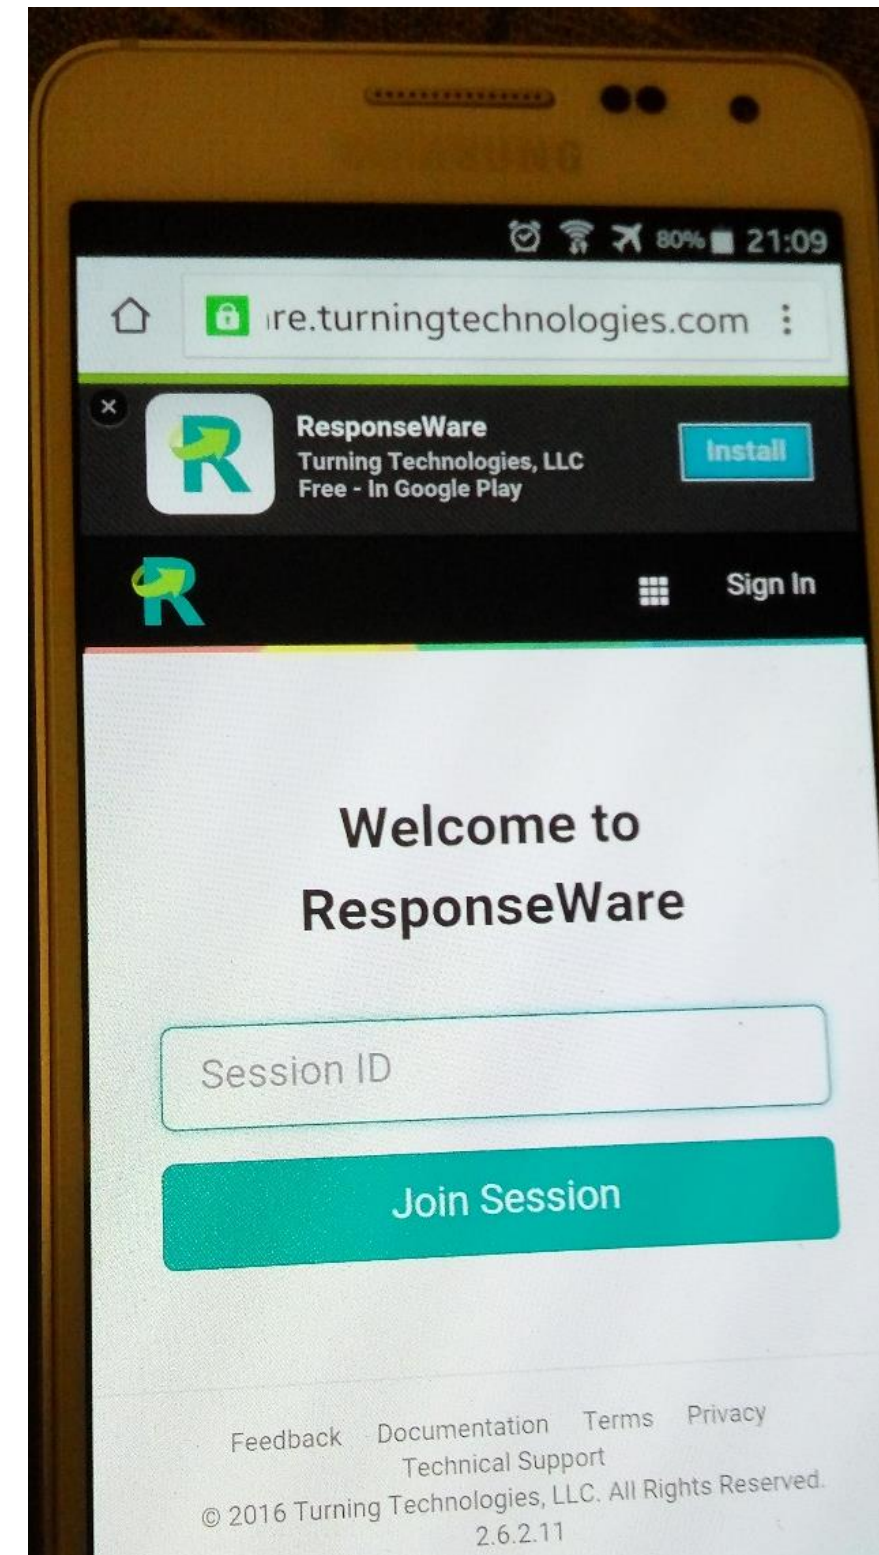 SAMSUNG
80% 21:09
re.turningtechnologies.com
ResponseWare
Turning Technologies, LLC
Free - In Google Play
Install
R
Sign In
Welcome to
ResponseWare
Session ID
Join Session
Feedback Documentation Terms Privacy
Technical Support
© 2016 Turning Technologies, LLC. All Rights Reserved.
2.6.2.11